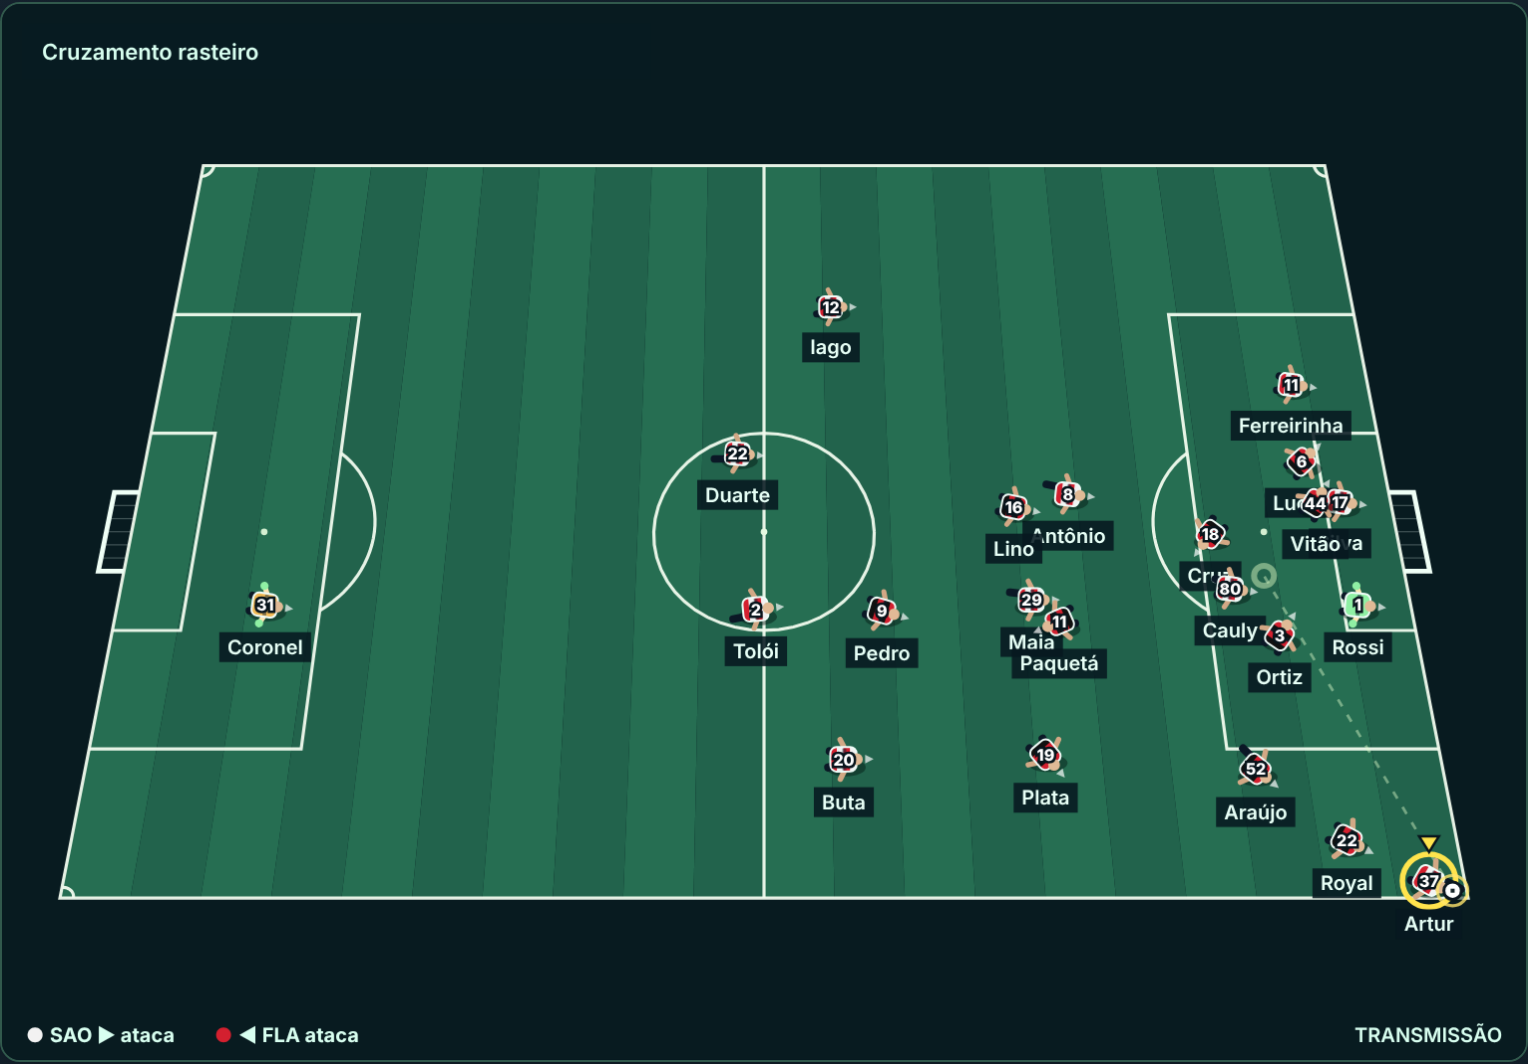 Cruzamento rasteiro
12
Iago
11
Ferreirinha
22
Duarte
6
8
Antônio
16
Lino
44
17
Vitão
18
80
Cauly
31
Coronel
2
Tolói
9
Pedro
29
Maia
11
Paquetá
3
Ortiz
1
Rossi
20
Buta
19
Plata
52
Araújo
22
Royal
37
Artur
SAO ▶ ataca
◀ FLA ataca
TRANSMISSÃO